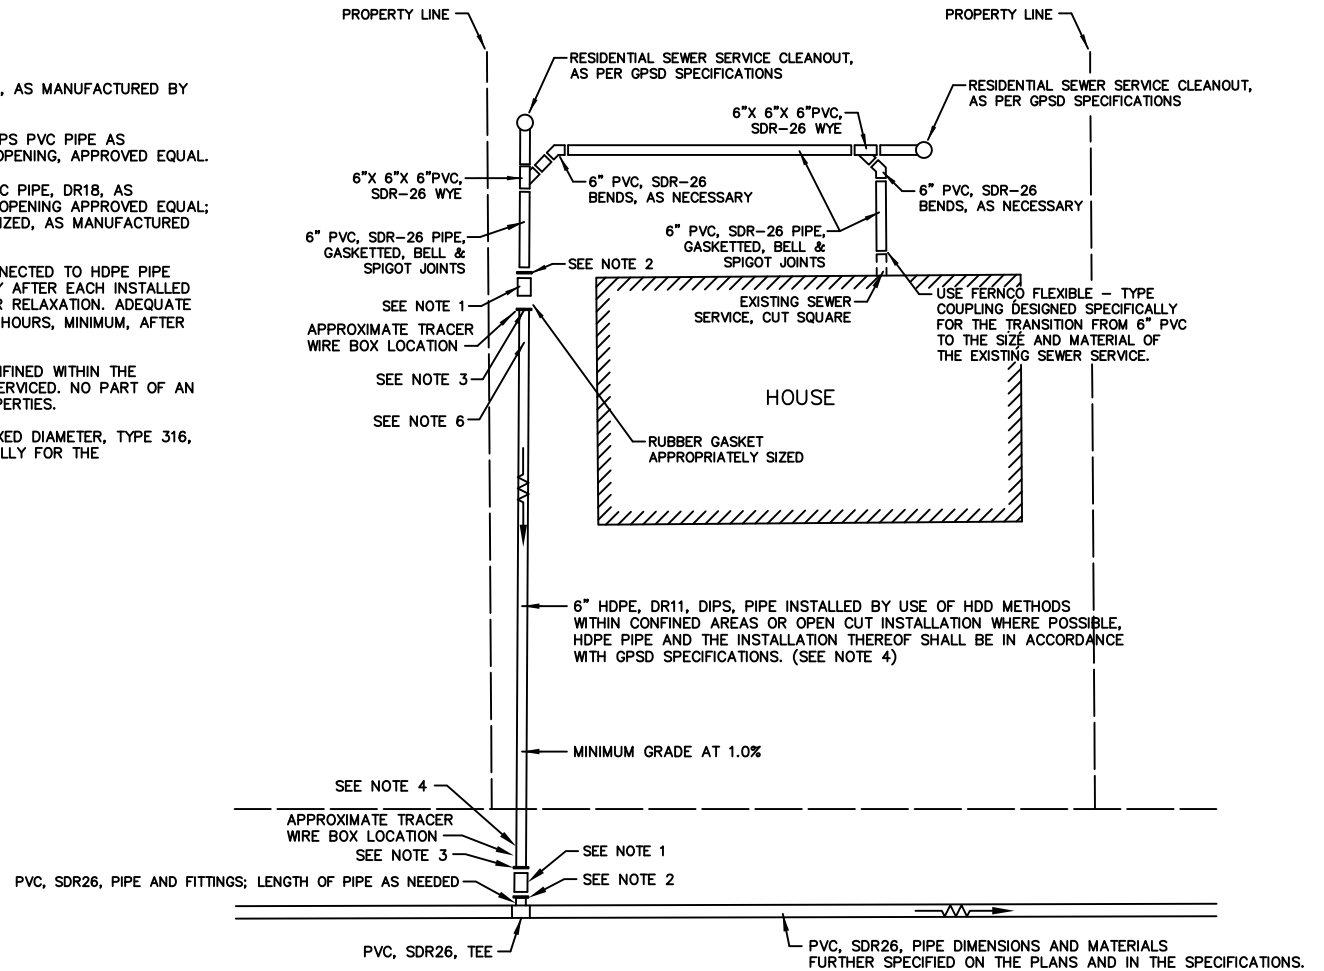 , AS MANUFACTURED BY
PS PVC PIPE AS
OPENING, APPROVED EQUAL.
C PIPE, DR18, AS
OPENING APPROVED EQUAL;
IZED, AS MANUFACTURED
NNECTED TO HDPE PIPE
Y AFTER EACH INSTALLED
R RELAXATION. ADEQUATE
HOURS, MINIMUM, AFTER
FINED WITHIN THE
ERVICED. NO PART OF AN
PERTIES.
XED DIAMETER, TYPE 316,
LLY FOR THE
PROPERTY LINE
PROPERTY LINE
RESIDENTIAL SEWER SERVICE CLEANOUT,
AS PER GPSD SPECIFICATIONS
RESIDENTIAL SEWER SERVICE CLEANOUT,
AS PER GPSD SPECIFICATIONS
6"X 6"X 6"PVC,
SDR-26 WYE
6"X 6"X 6"PVC,
SDR-26 WYE
6" PVC, SDR-26
BENDS, AS NECESSARY
6" PVC, SDR-26
BENDS, AS NECESSARY
6" PVC, SDR-26 PIPE,
GASKETTED, BELL &
SPIGOT JOINTS
6" PVC, SDR-26 PIPE,
GASKETTED, BELL &
SPIGOT JOINTS
SEE NOTE 2
SEE NOTE 1
EXISTING SEWER
SERVICE, CUT SQUARE
USE FERNCO FLEXIBLE - TYPE
COUPLING DESIGNED SPECIFICALLY
FOR THE TRANSITION FROM 6" PVC
TO THE SIZE AND MATERIAL OF
THE EXISTING SEWER SERVICE.
APPROXIMATE TRACER
WIRE BOX LOCATION
SEE NOTE 3
SEE NOTE 6
HOUSE
RUBBER GASKET
APPROPRIATELY SIZED
6" HDPE, DR11, DIPS, PIPE INSTALLED BY USE OF HDD METHODS
WITHIN CONFINED AREAS OR OPEN CUT INSTALLATION WHERE POSSIBLE,
HDPE PIPE AND THE INSTALLATION THEREOF SHALL BE IN ACCORDANCE
WITH GPSD SPECIFICATIONS. (SEE NOTE 4)
MINIMUM GRADE AT 1.0%
SEE NOTE 4
APPROXIMATE TRACER
WIRE BOX LOCATION
SEE NOTE 3
SEE NOTE 1
SEE NOTE 2
PVC, SDR26, PIPE AND FITTINGS; LENGTH OF PIPE AS NEEDED
PVC, SDR26, TEE
PVC, SDR26, PIPE DIMENSIONS AND MATERIALS
FURTHER SPECIFIED ON THE PLANS AND IN THE SPECIFICATIONS.